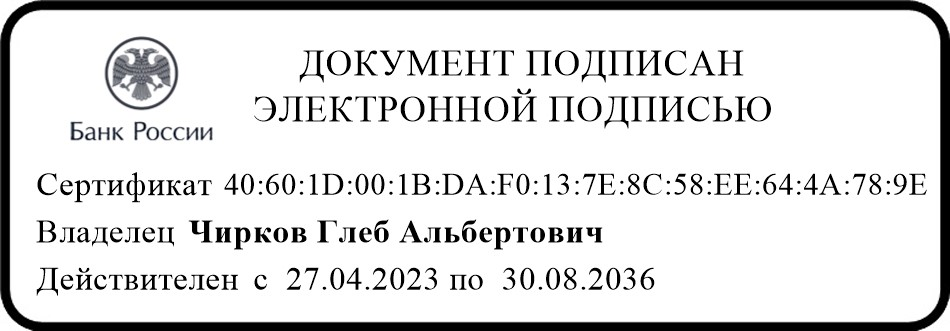 ДОКУМЕНТ ПОДПИСАН
ЭЛЕКТРОННОЙ ПОДПИСЬЮ
Банк России
Сертификат 40:60:1D:00:1B:DA:F0:13:7E:8C:58:EE:64:4A:78:9E
Владелец Чирков Глеб Альбертович
Действителен с 27.04.2023 по 30.08.2036